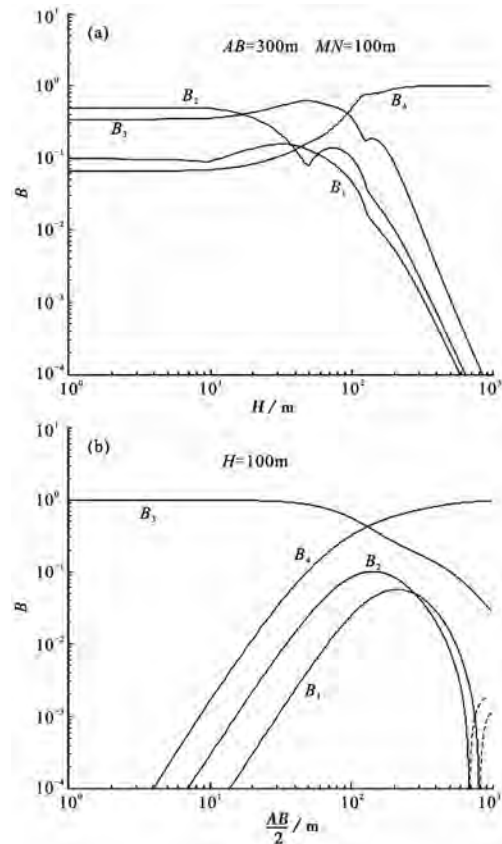 (a)
AB=300m MN=100m
10¹
10⁰
10⁻¹
10⁻²
10⁻³
10⁻⁴
B
B₂
B₃
B₄
B₁
10⁰ 10¹ 10² 10³
H / m
(b)
H=100m
10¹
10⁰
10⁻¹
10⁻²
10⁻³
10⁻⁴
B
B₃
B₄
B₂
B₁
10⁰ 10¹ 10² 10³
AB/2 / m